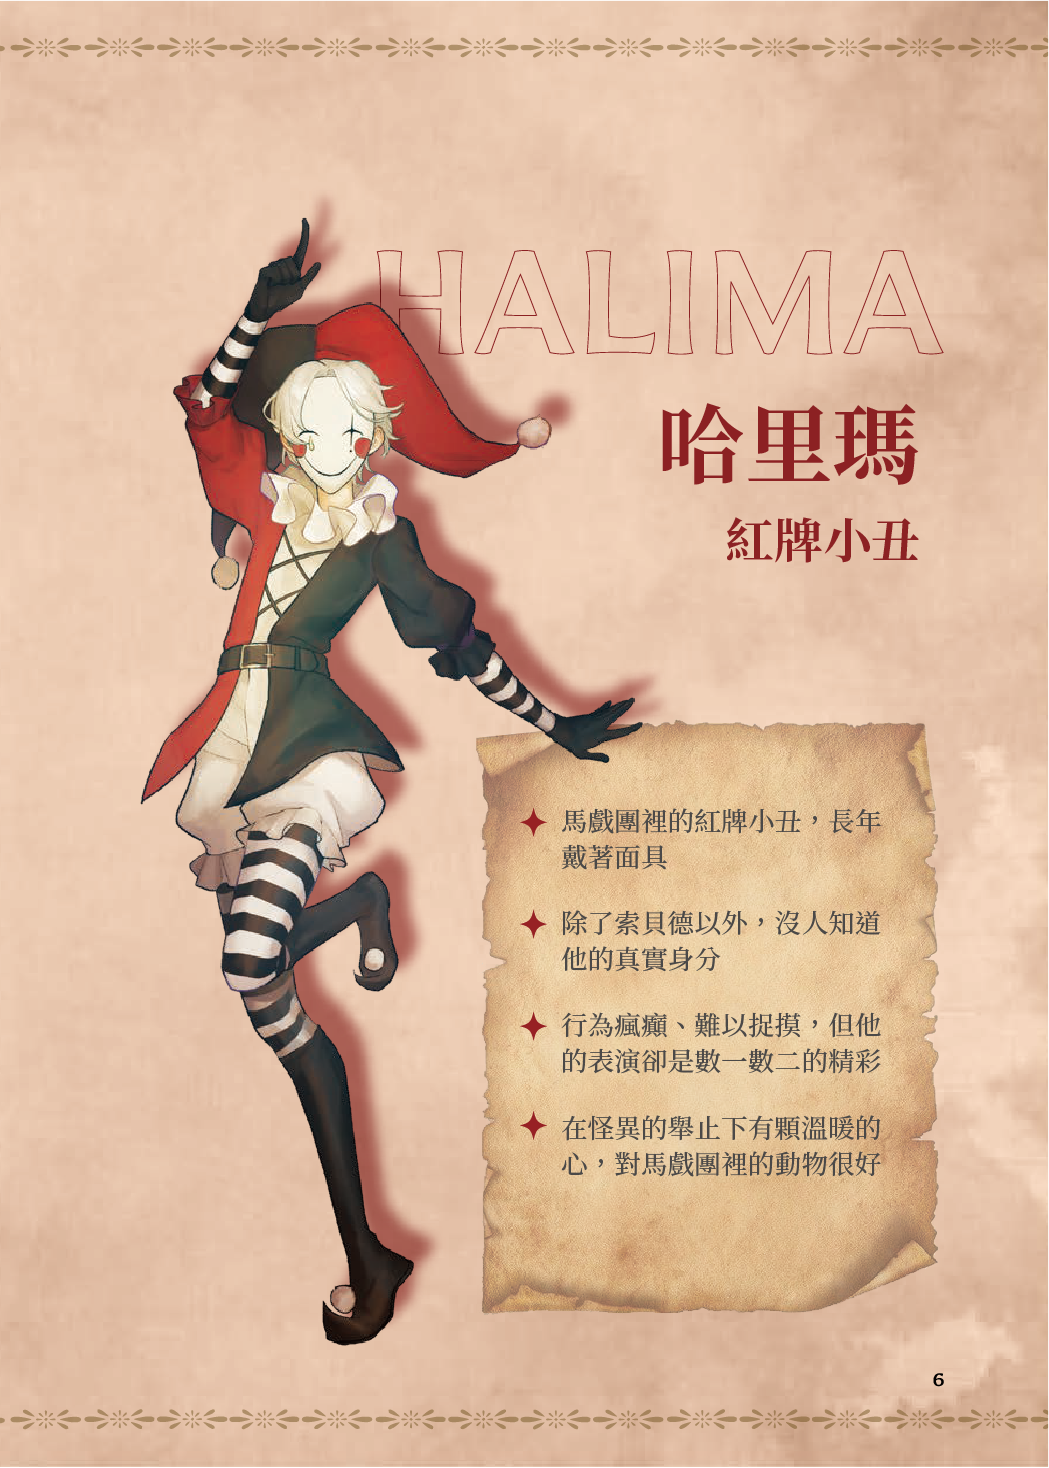 HALIMA
哈里瑪
紅牌小丑
馬戲團裡的紅牌小丑，長年
戴著面具
除了索貝德以外，沒人知道
他的真實身分
行為瘋癲、難以捉摸，但他
的表演卻是數一數二的精彩
在怪異的舉止下有顆溫暖的
心，對馬戲團裡的動物很好
6